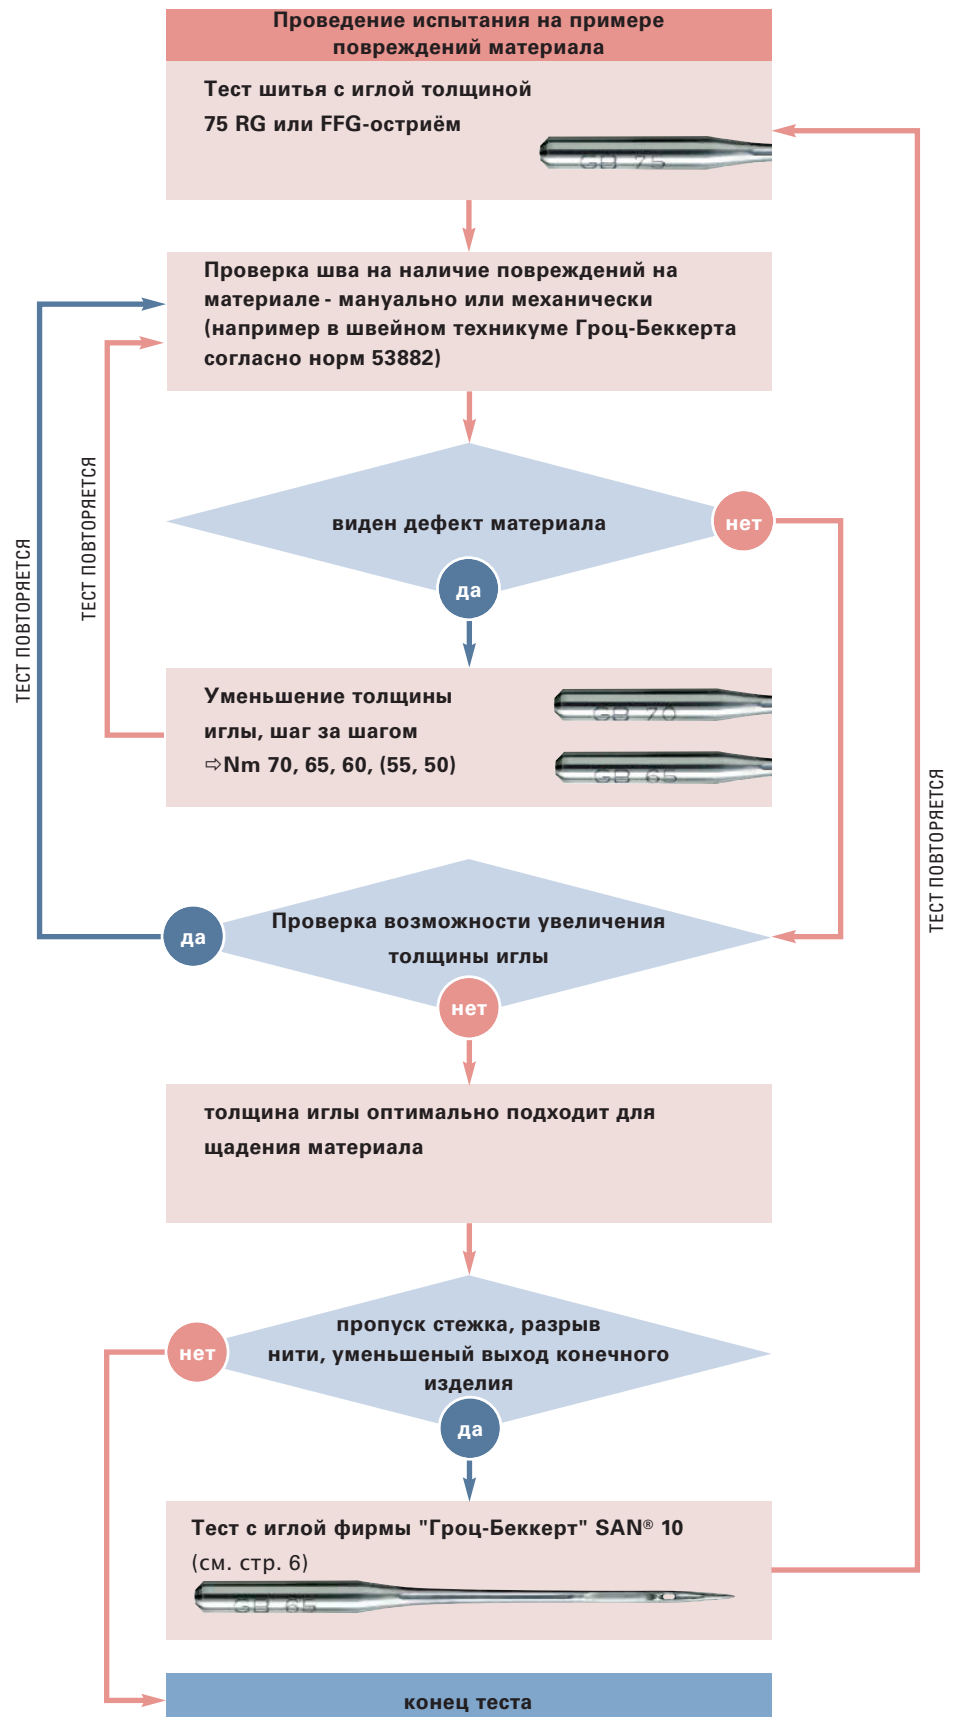 Проведение испытания на примере
повреждений материала
Тест шитья с иглой толщиной
75 RG или FFG-остриём
GB 75
Проверка шва на наличие повреждений на
материале - мануально или механически
(например в швейном техникуме Гроц-Беккерта
согласно норм 53882)
ТЕСТ ПОВТОРЯЕТСЯ
ТЕСТ ПОВТОРЯЕТСЯ
виден дефект материала
нет
да
Уменьшение толщины
иглы, шаг за шагом
⇨Nm 70, 65, 60, (55, 50)
GB 70
GB 65
ТЕСТ ПОВТОРЯЕТСЯ
Проверка возможности увеличения
толщины иглы
да
нет
толщина иглы оптимально подходит для
щадения материала
пропуск стежка, разрыв
нити, уменьшеный выход конечного
изделия
нет
да
Тест с иглой фирмы "Гроц-Беккерт" SAN® 10
(см. стр. 6)
GB 65
конец теста